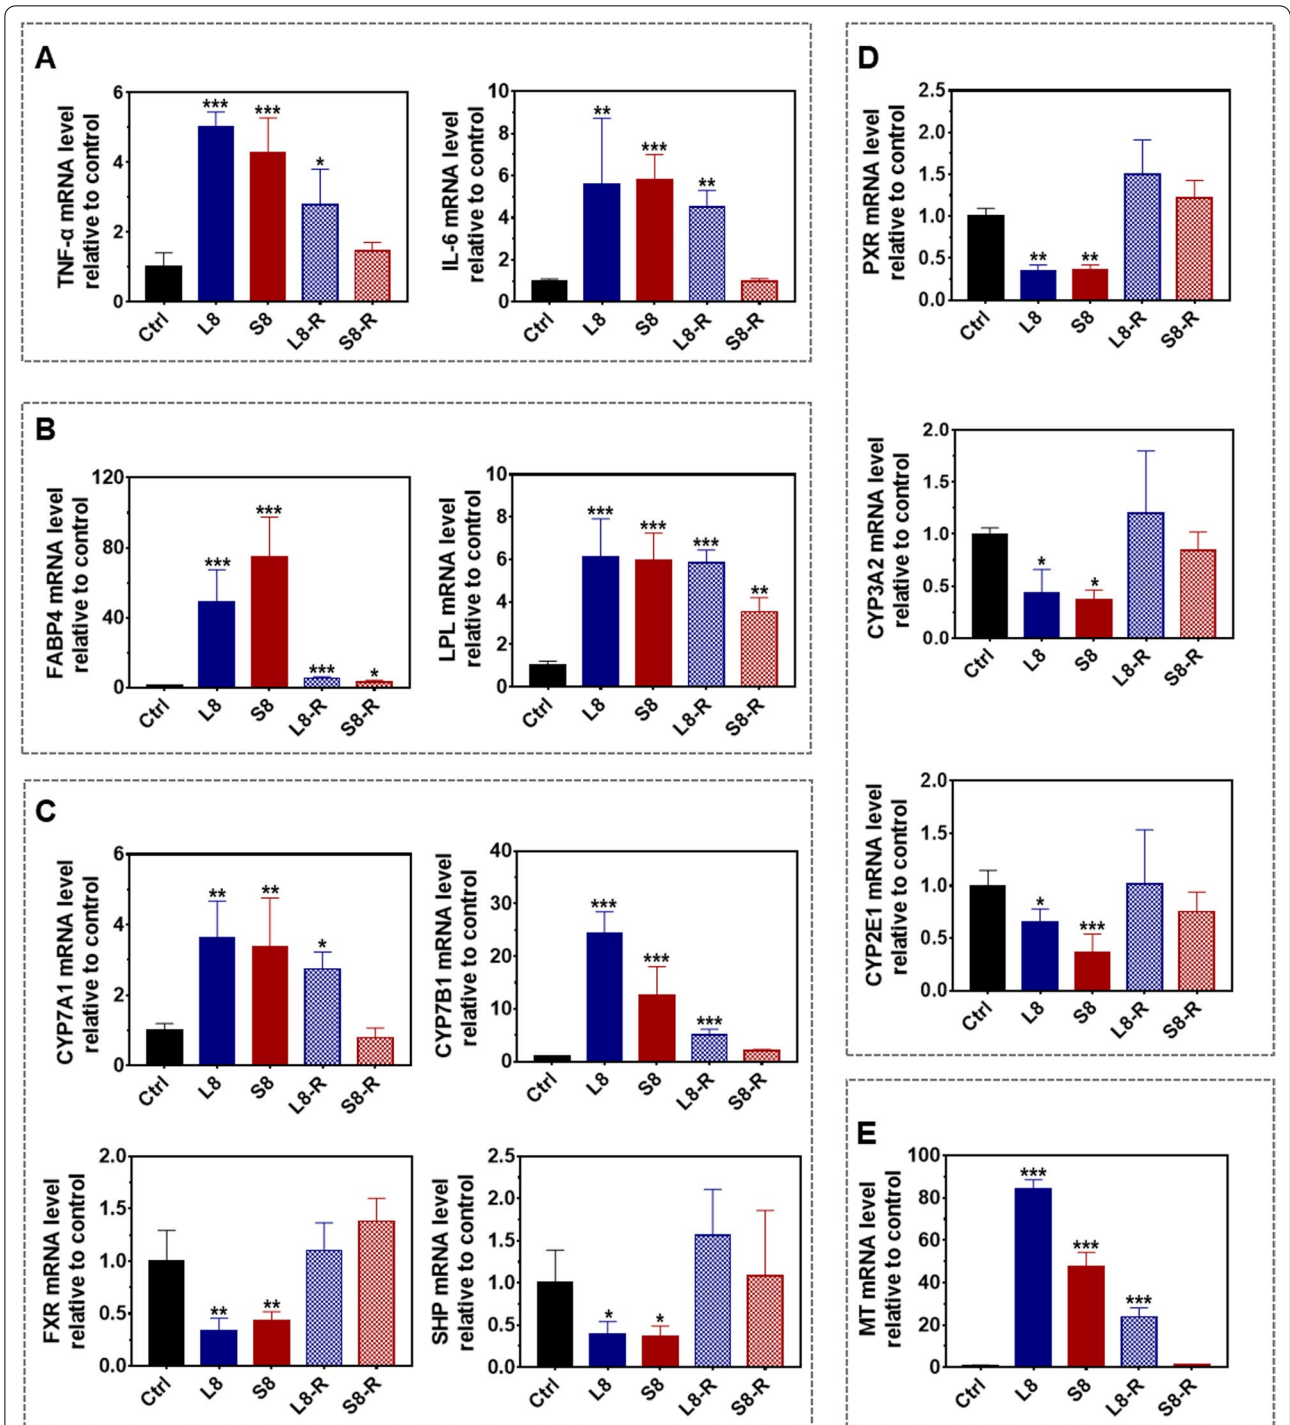 A
TNF-α mRNA level
relative to control
6
4
2
0
***
***
*
Ctrl
L8
S8
L8-R
S8-R
IL-6 mRNA level
relative to control
10
8
6
4
2
0
**
***
**
Ctrl
L8
S8
L8-R
S8-R
B
FABP4 mRNA level
relative to control
120
80
40
0
***
***
***
*
Ctrl
L8
S8
L8-R
S8-R
LPL mRNA level
relative to control
10
8
6
4
2
0
***
***
***
**
Ctrl
L8
S8
L8-R
S8-R
C
CYP7A1 mRNA level
relative to control
6
4
2
0
**
**
*
Ctrl
L8
S8
L8-R
S8-R
CYP7B1 mRNA level
relative to control
40
30
20
10
0
***
***
***
Ctrl
L8
S8
L8-R
S8-R
FXR mRNA level
relative to control
2.0
1.5
1.0
0.5
0.0
**
**
Ctrl
L8
S8
L8-R
S8-R
SHP mRNA level
relative to control
2.5
2.0
1.5
1.0
0.5
0.0
*
*
Ctrl
L8
S8
L8-R
S8-R
D
PXR mRNA level
relative to control
2.5
2.0
1.5
1.0
0.5
0.0
**
**
Ctrl
L8
S8
L8-R
S8-R
CYP3A2 mRNA level
relative to control
2.0
1.5
1.0
0.5
0.0
*
*
Ctrl
L8
S8
L8-R
S8-R
CYP2E1 mRNA level
relative to control
2.0
1.5
1.0
0.5
0.0
*
***
Ctrl
L8
S8
L8-R
S8-R
E
MT mRNA level
relative to control
100
80
60
40
20
0
***
***
***
Ctrl
L8
S8
L8-R
S8-R